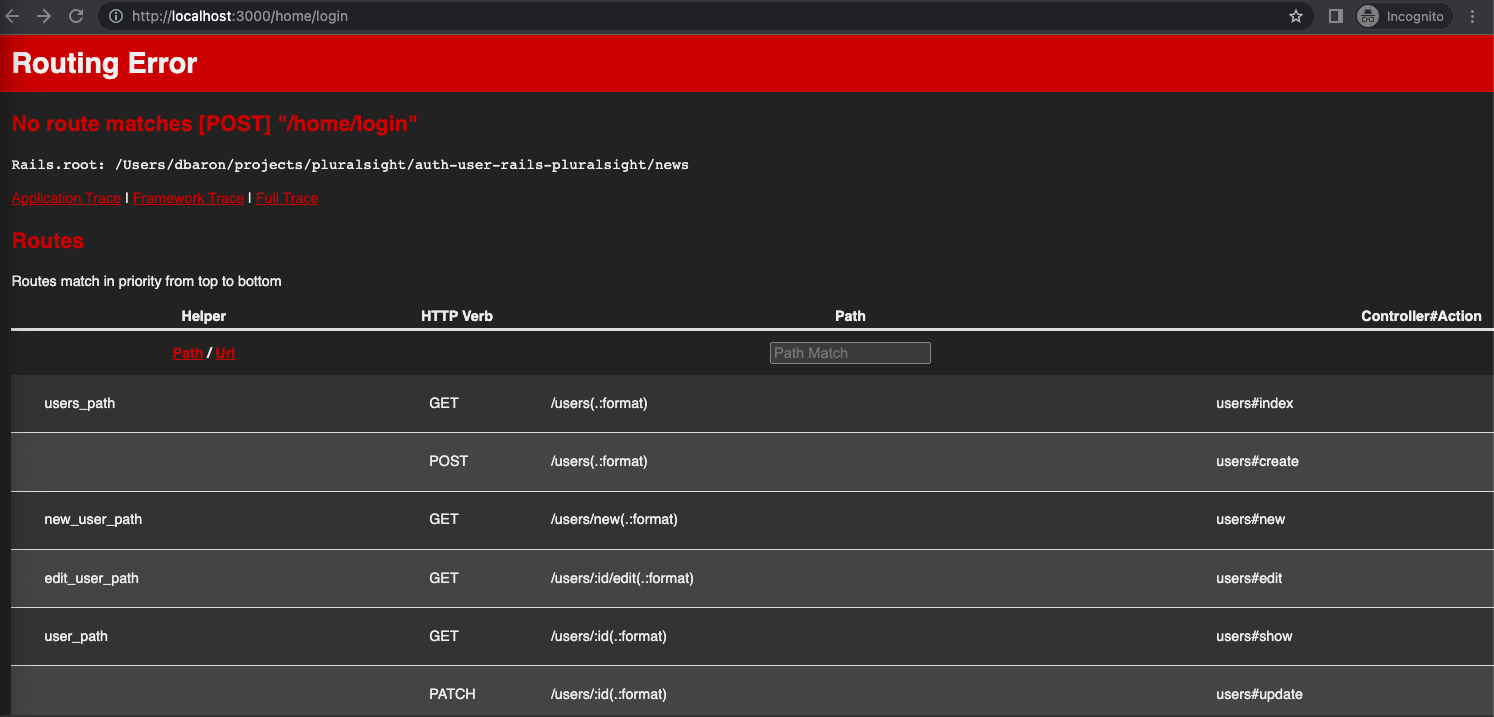 http://localhost:3000/home/login
Incognito
Routing Error
No route matches [POST] "/home/login"
Rails.root: /Users/dbaron/projects/pluralsight/auth-user-rails-pluralsight/news
Application Trace | Framework Trace | Full Trace
Routes
Routes match in priority from top to bottom
Helper HTTP Verb Path Controller#Action
Path / Url Path Match
users_path GET /users(.:format) users#index
POST /users(.:format) users#create
new_user_path GET /users/new(.:format) users#new
edit_user_path GET /users/:id/edit(.:format) users#edit
user_path GET /users/:id(.:format) users#show
PATCH /users/:id(.:format) users#update